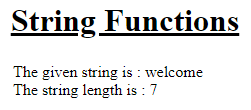 String Functions
The given string is : welcome
The string length is : 7